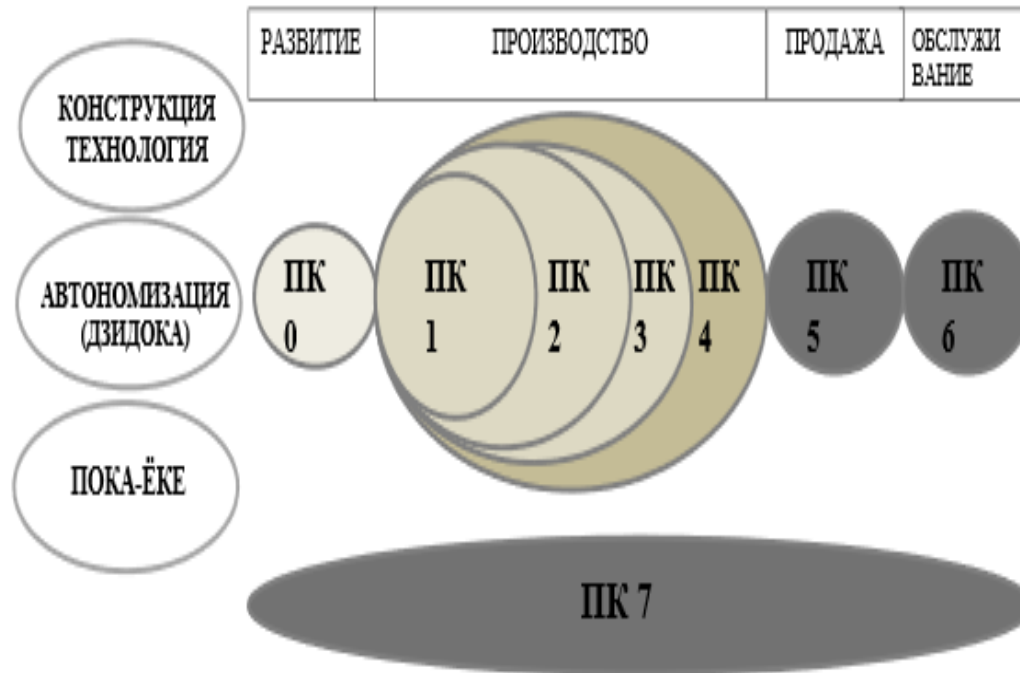 РАЗВИТИЕ
ПРОИЗВОДСТВО
ПРОДАЖА
ОБСЛУЖИ
ВАНИЕ
КОНСТРУКЦИЯ
ТЕХНОЛОГИЯ
АВТОНОМИЗАЦИЯ
(ДЗИДОКА)
ПОКА-ЁКЕ
ПК
0
ПК
1
ПК
2
ПК
3
ПК
4
ПК
5
ПК
6
ПК 7